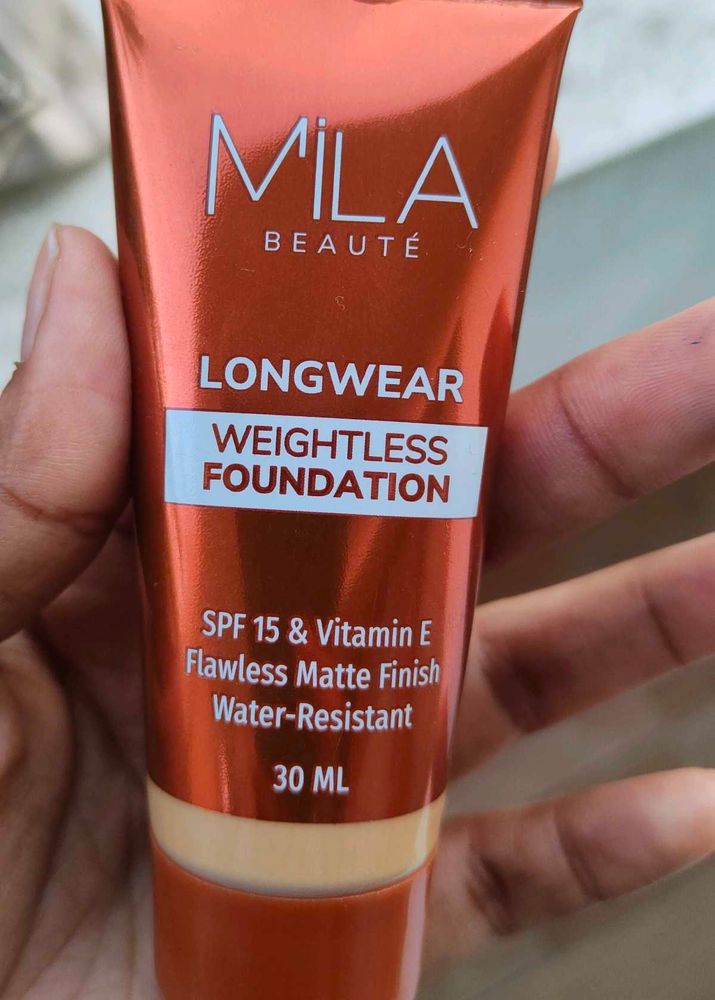 MiLA
BEAUTÉ
LONGWEAR
WEIGHTLESS
FOUNDATION
SPF 15 & Vitamin E
Flawless Matte Finish
Water-Resistant
30 ML